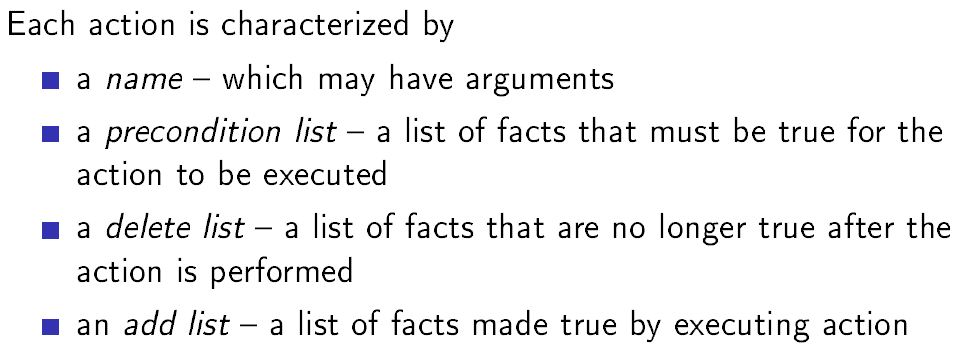 Each action is characterized by
a name – which may have arguments
a precondition list – a list of facts that must be true for the
action to be executed
a delete list – a list of facts that are no longer true after the
action is performed
an add list – a list of facts made true by executing action